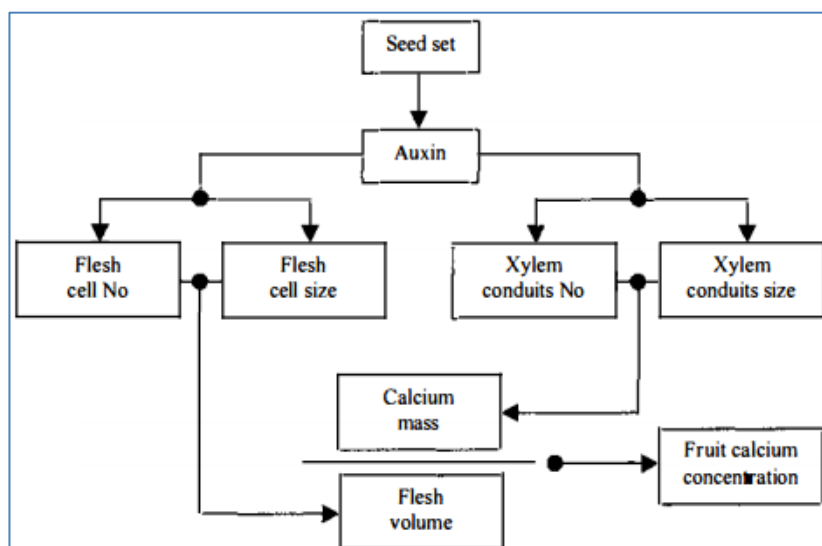 Seed set
Auxin
Flesh
cell No
Flesh
cell size
Xylem
conduits No
Xylem
conduits size
Calcium
mass
Fruit calcium
concentration
Flesh
volume